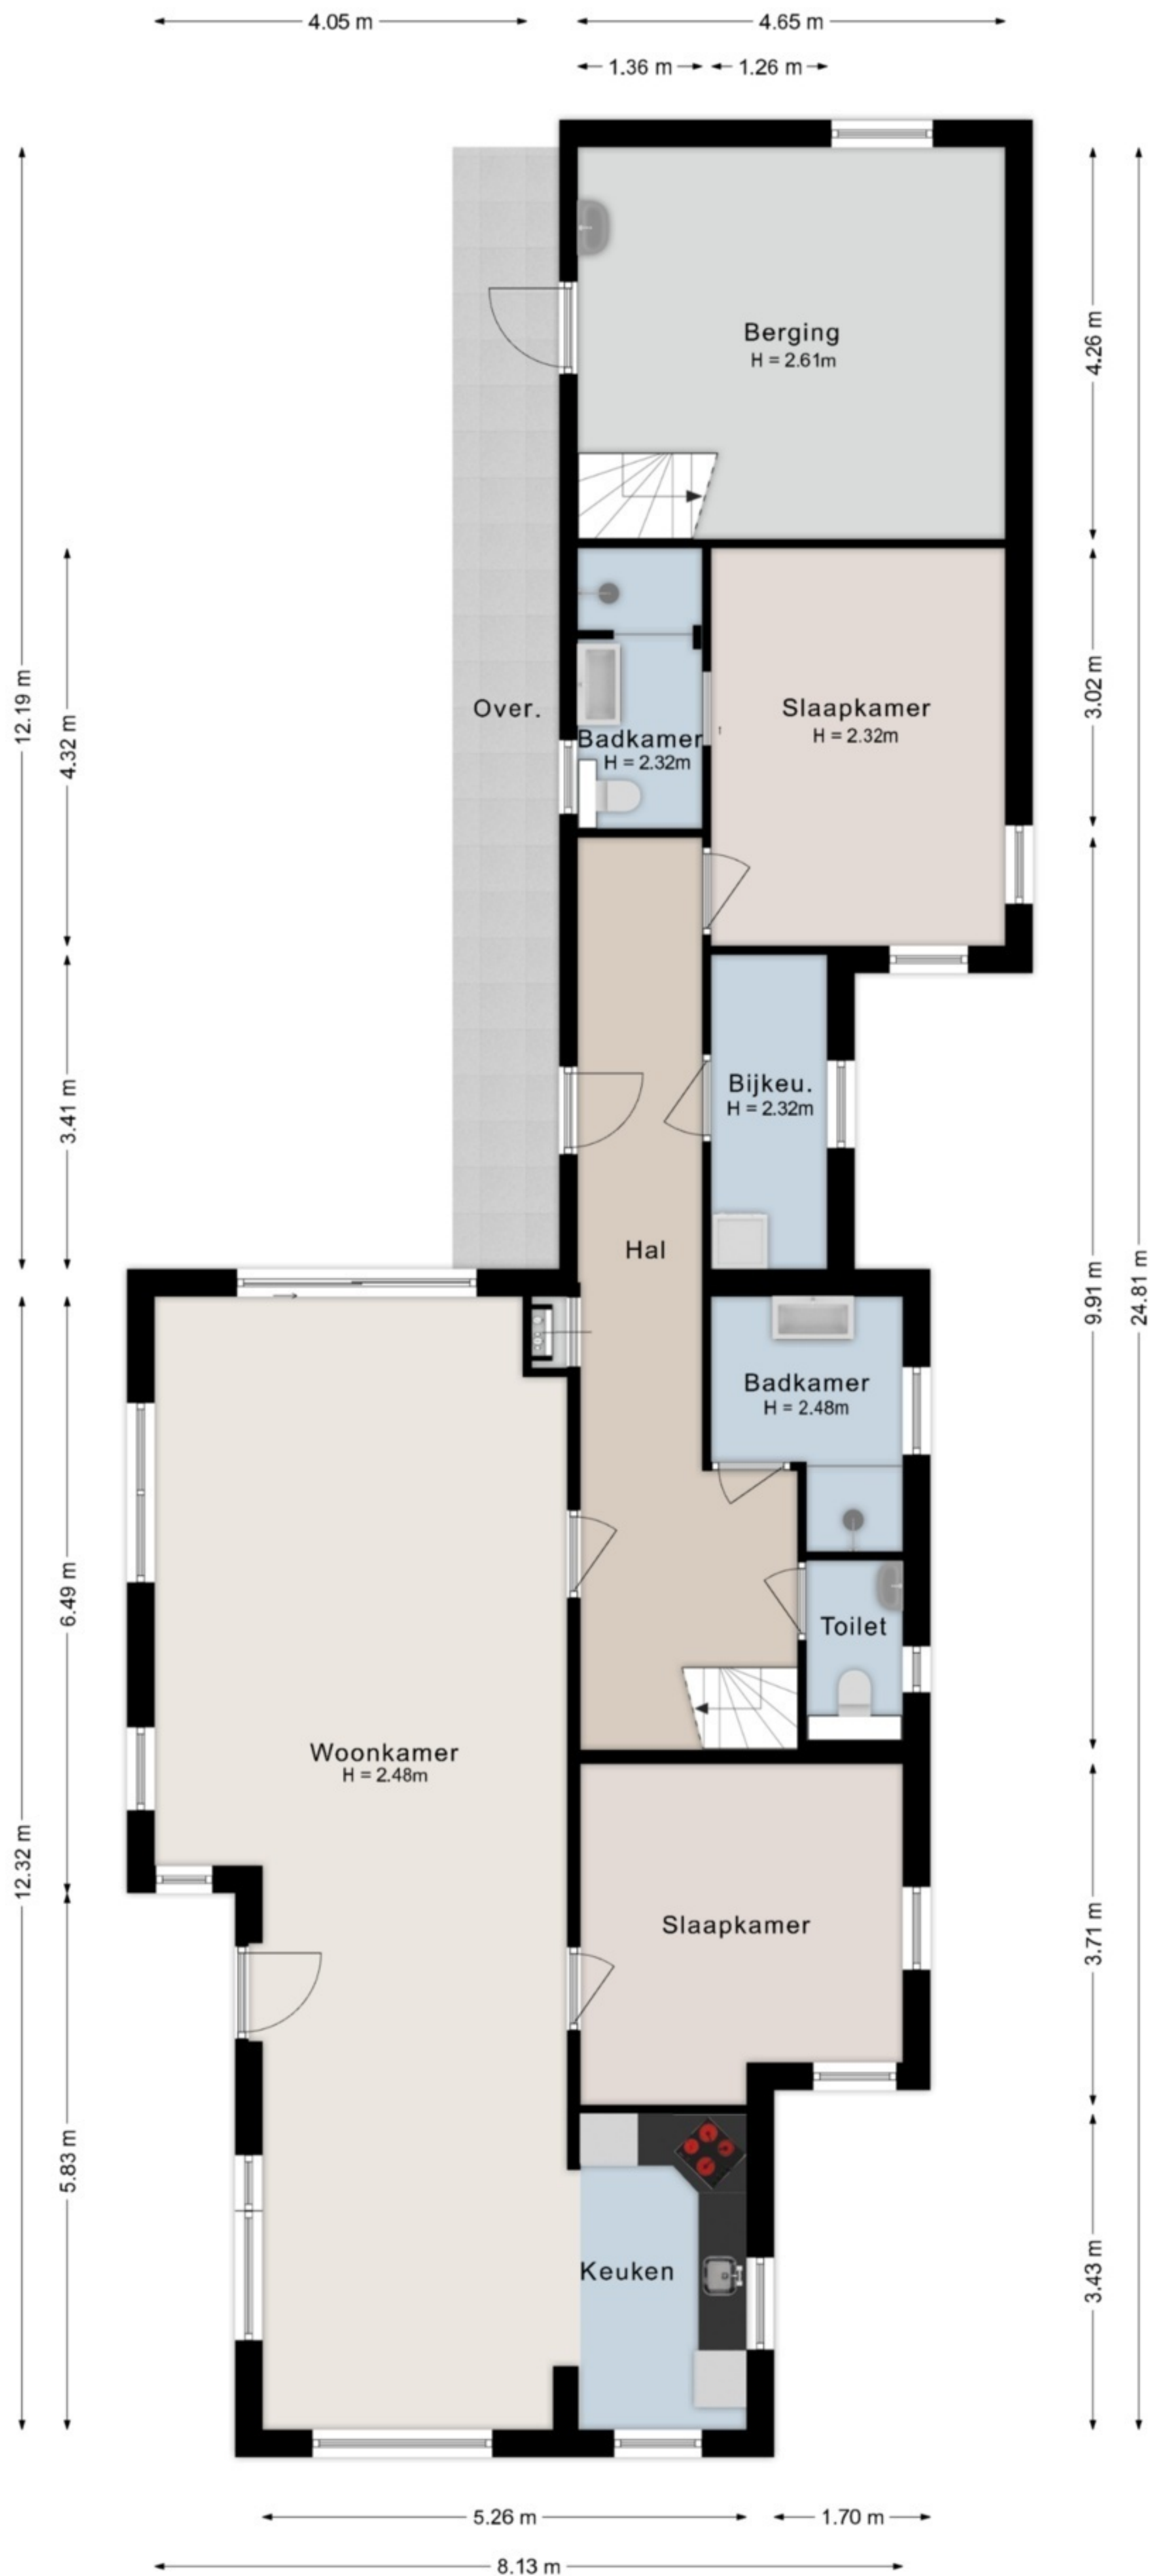 4.05 m
4.65 m
1.36 m
1.26 m
Berging
H = 2.61m
4.26 m
12.19 m
4.32 m
Over.
Badkamer
H = 2.32m
Slaapkamer
H = 2.32m
3.02 m
3.41 m
Bijkeu.
H = 2.32m
Hal
9.91 m
24.81 m
Badkamer
H = 2.48m
6.49 m
Toilet
Woonkamer
H = 2.48m
12.32 m
Slaapkamer
3.71 m
5.83 m
Keuken
3.43 m
5.26 m
1.70 m
8.13 m